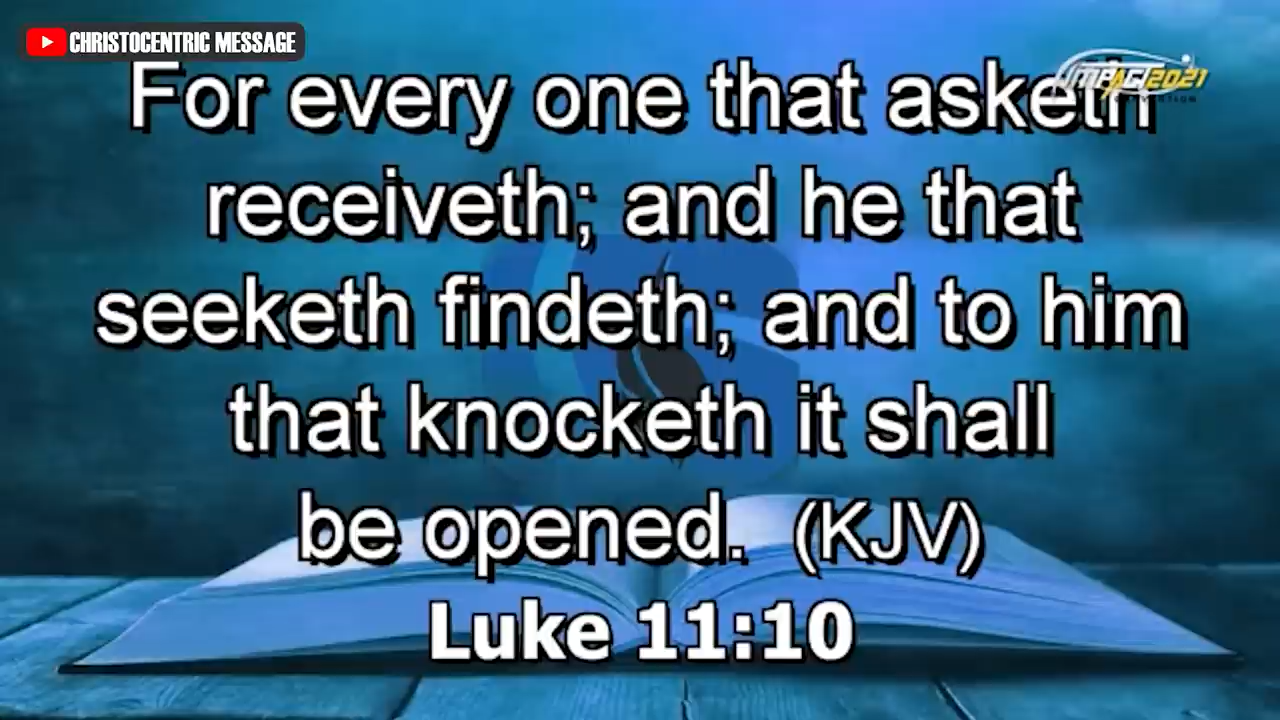 CHRISTOCENTRIC MESSAGE
IMPACT 2021
For every one that asketh
receiveth; and he that
seeketh findeth; and to him
that knocketh it shall
be opened. (KJV)
Luke 11:10